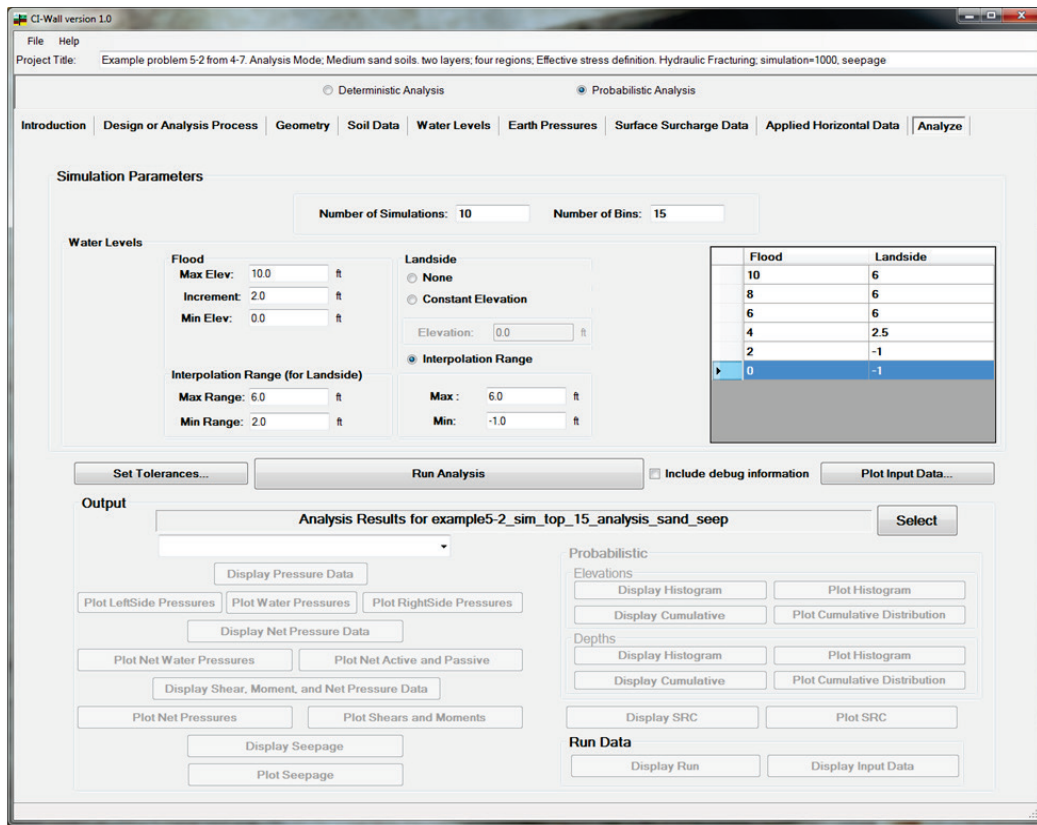 CI-Wall version 1.0
File Help
Project Title: Example problem 5-2 from 4-7. Analysis Mode; Medium sand soils. two layers; four regions; Effective stress definition. Hydraulic Fracturing; simulation=1000, seepage
Deterministic Analysis Probabilistic Analysis
Introduction Design or Analysis Process Geometry Soil Data Water Levels Earth Pressures Surface Surcharge Data Applied Horizontal Data Analyze
Simulation Parameters
Number of Simulations: 10 Number of Bins: 15
Water Levels
Flood Landside
Max Elev: 10.0 ft None
Increment: 2.0 ft Constant Elevation
Min Elev: 0.0 ft
Elevation: 0.0 ft
Interpolation Range
Interpolation Range (for Landside)
Max Range: 6.0 ft Max : 6.0 ft
Min Range: 2.0 ft Min: -1.0 ft
Flood Landside
10 6
8 6
6 6
4 2.5
2 -1
0 -1
Set Tolerances... Run Analysis Include debug information Plot Input Data...
Output
Analysis Results for example5-2_sim_top_15_analysis_sand_seep Select
Display Pressure Data
Plot LeftSide Pressures Plot Water Pressures Plot RightSide Pressures
Display Net Pressure Data
Plot Net Water Pressures Plot Net Active and Passive
Display Shear, Moment, and Net Pressure Data
Plot Net Pressures Plot Shears and Moments
Display Seepage
Plot Seepage
Probabilistic
Elevations
Display Histogram Plot Histogram
Display Cumulative Plot Cumulative Distribution
Depths
Display Histogram Plot Histogram
Display Cumulative Plot Cumulative Distribution
Display SRC Plot SRC
Run Data
Display Run Display Input Data